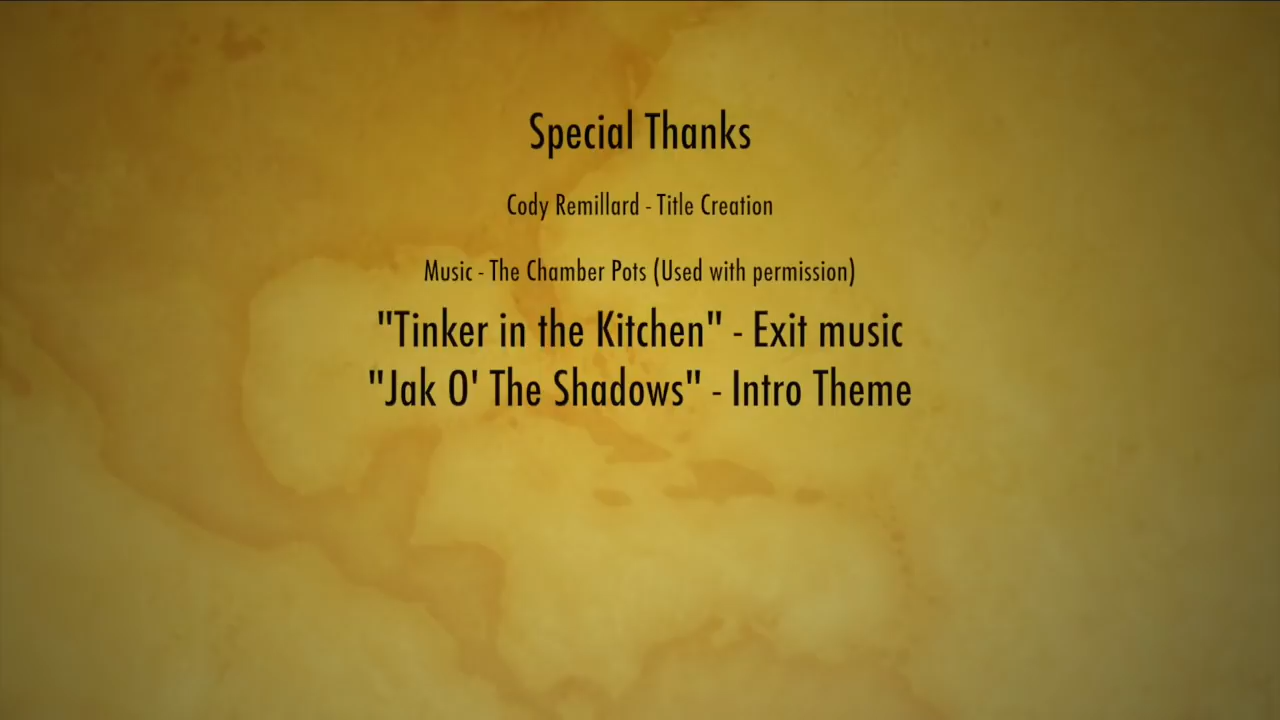 Special Thanks
Cody Remillard - Title Creation
Music - The Chamber Pots (Used with permission)
"Tinker in the Kitchen" - Exit music
"Jak O' The Shadows" - Intro Theme